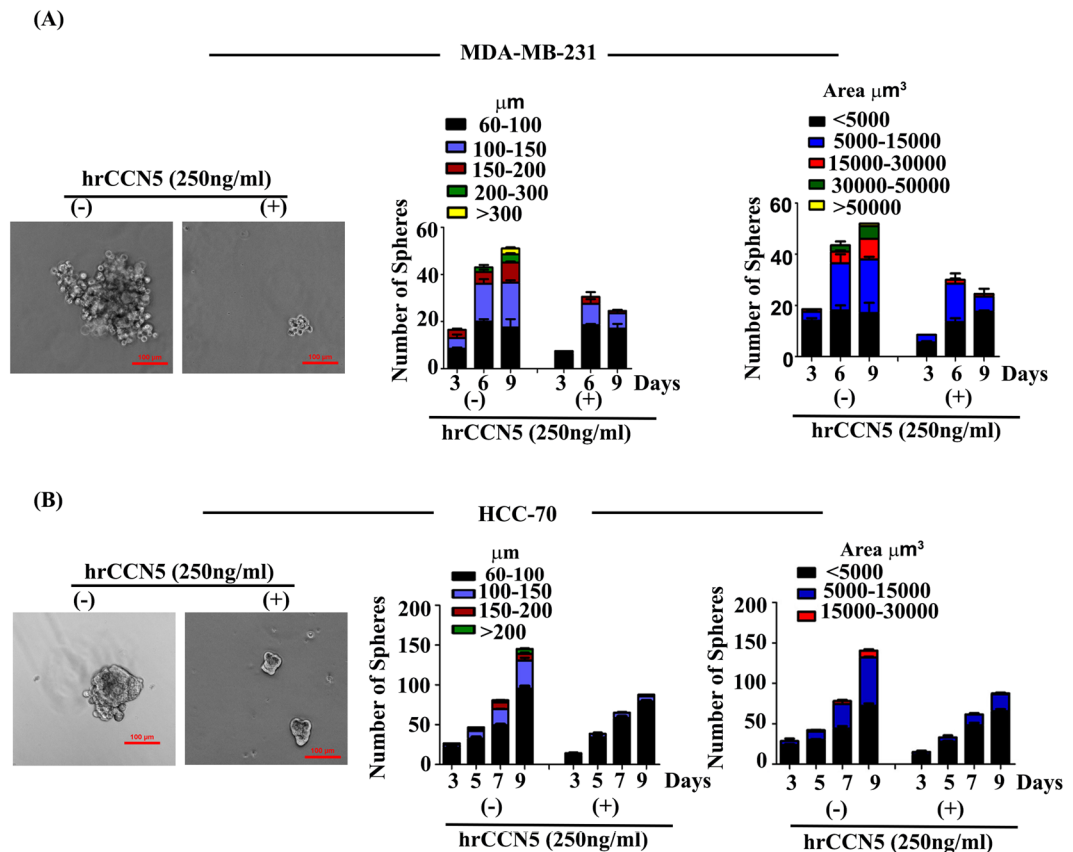 (A)
MDA-MB-231
hrCCN5 (250ng/ml)
(-) (+)
100 µm 100 µm
µm
60-100
100-150
150-200
200-300
>300
Number of Spheres
60
40
20
0
3 6 9 3 6 9 Days
(-) (+)
hrCCN5 (250ng/ml)
Area µm³
<5000
5000-15000
15000-30000
30000-50000
>50000
Number of Spheres
60
40
20
0
3 6 9 3 6 9 Days
(-) (+)
hrCCN5 (250ng/ml)
(B)
HCC-70
hrCCN5 (250ng/ml)
(-) (+)
100 µm 100 µm
µm
60-100
100-150
150-200
>200
Number of Spheres
200
150
100
50
0
3 5 7 9 3 5 7 9 Days
(-) (+)
hrCCN5 (250ng/ml)
Area µm³
<5000
5000-15000
15000-30000
Number of Spheres
200
150
100
50
0
3 5 7 9 3 5 7 9 Days
(-) (+)
hrCCN5 (250ng/ml)